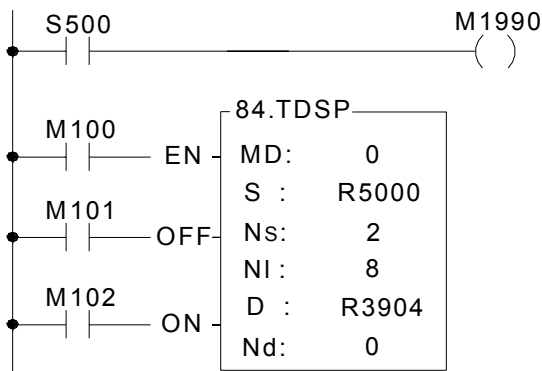 S500 M1990
84.TDSP
M100 EN MD: 0
S : R5000
M101 OFF Ns: 2
NI : 8
M102 ON D : R3904
Nd: 0